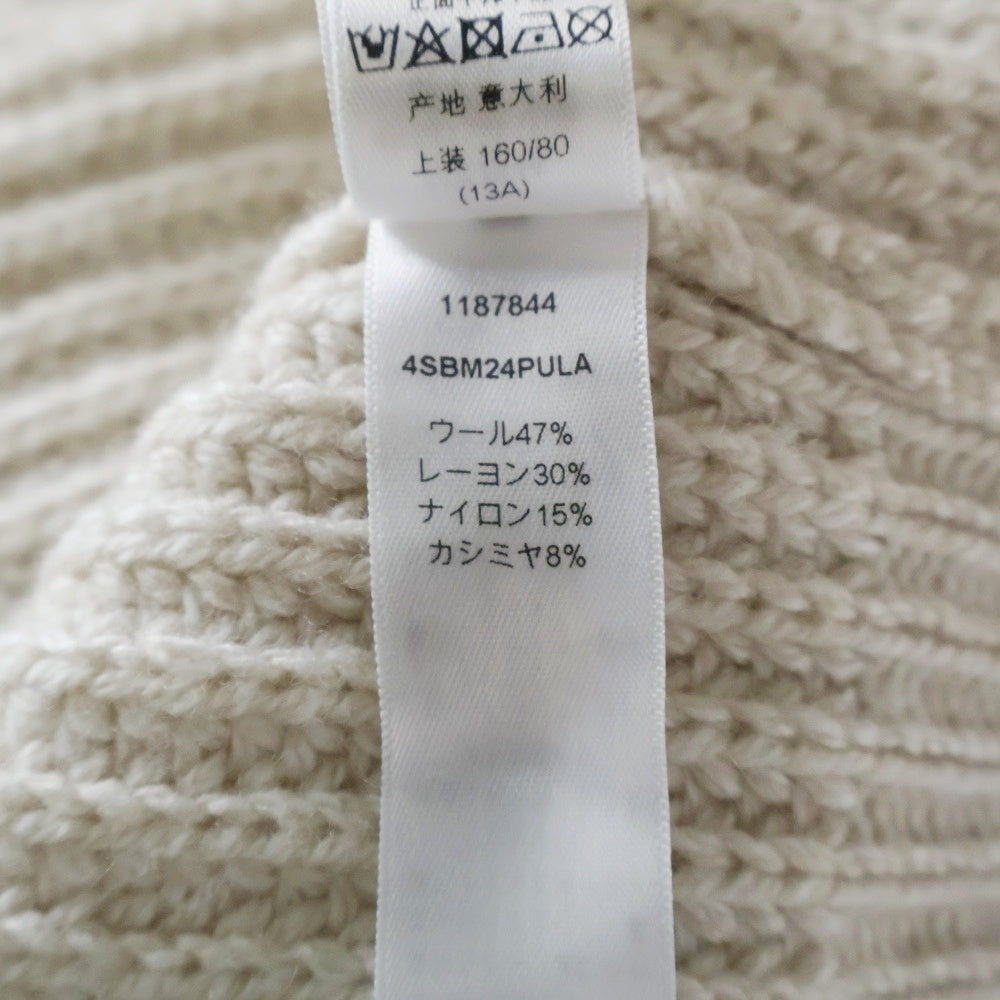 产地 意大利
上装 160/80
(13A)
1187844
4SBM24PULA
ウール47%
レーヨン30%
ナイロン15%
カシミヤ8%